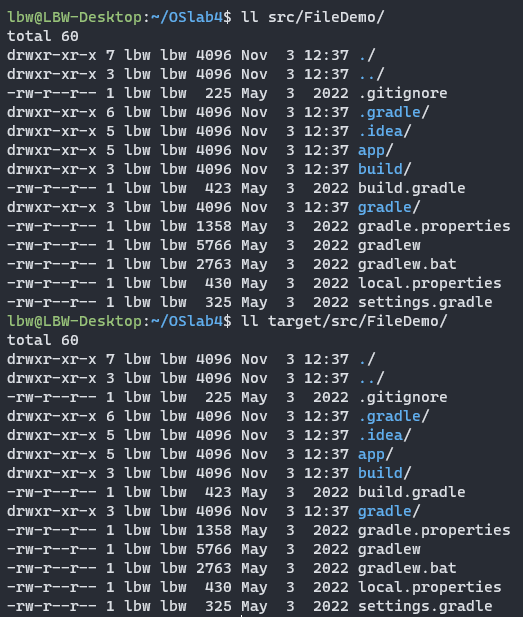 lbw@LBW-Desktop:~/OSlab4$ ll src/FileDemo/
total 60
drwxr-xr-x 7 lbw lbw 4096 Nov  3 12:37 ./
drwxr-xr-x 3 lbw lbw 4096 Nov  3 12:37 ../
-rw-r--r-- 1 lbw lbw  225 May  3  2022 .gitignore
drwxr-xr-x 6 lbw lbw 4096 Nov  3 12:37 .gradle/
drwxr-xr-x 5 lbw lbw 4096 Nov  3 12:37 .idea/
drwxr-xr-x 5 lbw lbw 4096 Nov  3 12:37 app/
drwxr-xr-x 3 lbw lbw 4096 Nov  3 12:37 build/
-rw-r--r-- 1 lbw lbw  423 May  3  2022 build.gradle
drwxr-xr-x 3 lbw lbw 4096 Nov  3 12:37 gradle/
-rw-r--r-- 1 lbw lbw 1358 May  3  2022 gradle.properties
-rw-r--r-- 1 lbw lbw 5766 May  3  2022 gradlew
-rw-r--r-- 1 lbw lbw 2763 May  3  2022 gradlew.bat
-rw-r--r-- 1 lbw lbw  430 May  3  2022 local.properties
-rw-r--r-- 1 lbw lbw  325 May  3  2022 settings.gradle
lbw@LBW-Desktop:~/OSlab4$ ll target/src/FileDemo/
total 60
drwxr-xr-x 7 lbw lbw 4096 Nov  3 12:37 ./
drwxr-xr-x 3 lbw lbw 4096 Nov  3 12:37 ../
-rw-r--r-- 1 lbw lbw  225 May  3  2022 .gitignore
drwxr-xr-x 6 lbw lbw 4096 Nov  3 12:37 .gradle/
drwxr-xr-x 5 lbw lbw 4096 Nov  3 12:37 .idea/
drwxr-xr-x 5 lbw lbw 4096 Nov  3 12:37 app/
drwxr-xr-x 3 lbw lbw 4096 Nov  3 12:37 build/
-rw-r--r-- 1 lbw lbw  423 May  3  2022 build.gradle
drwxr-xr-x 3 lbw lbw 4096 Nov  3 12:37 gradle/
-rw-r--r-- 1 lbw lbw 1358 May  3  2022 gradle.properties
-rw-r--r-- 1 lbw lbw 5766 May  3  2022 gradlew
-rw-r--r-- 1 lbw lbw 2763 May  3  2022 gradlew.bat
-rw-r--r-- 1 lbw lbw  430 May  3  2022 local.properties
-rw-r--r-- 1 lbw lbw  325 May  3  2022 settings.gradle